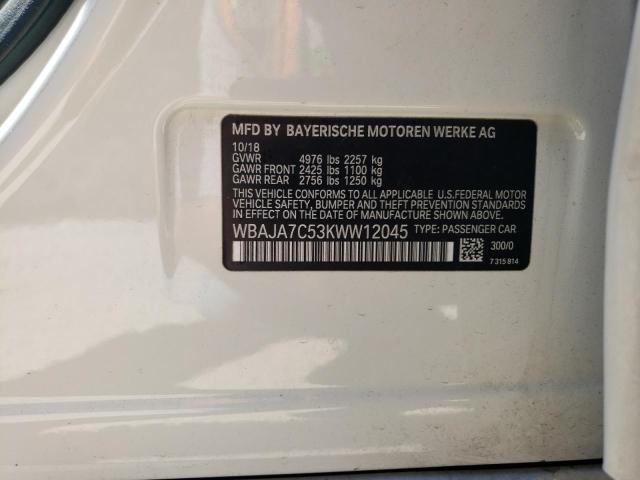 MFD BY BAYERISCHE MOTOREN WERKE AG
10/18
GVWR 4976 lbs 2257 kg
GAWR FRONT 2425 lbs 1100 kg
GAWR REAR 2756 lbs 1250 kg
THIS VEHICLE CONFORMS TO ALL APPLICABLE U.S.FEDERAL MOTOR
VEHICLE SAFETY, BUMPER AND THEFT PREVENTION STANDARDS
IN EFFECT ON THE DATE OF MANUFACTURE SHOWN ABOVE.
WBAJA7C53KWW12045 TYPE: PASSENGER CAR
300/0
7 315 814